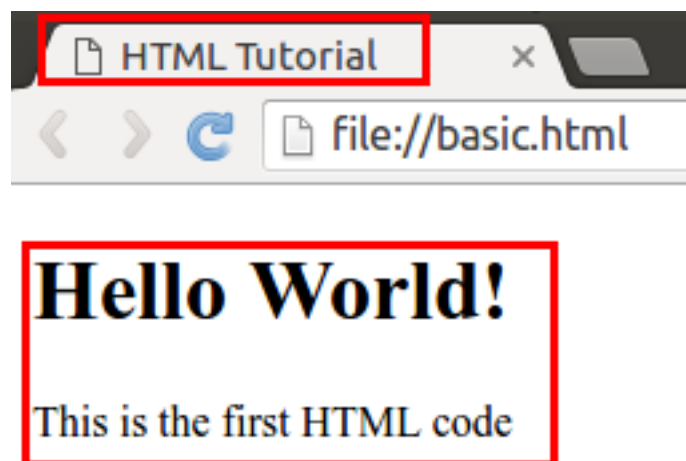 HTML Tutorial
file://basic.html
Hello World!
This is the first HTML code